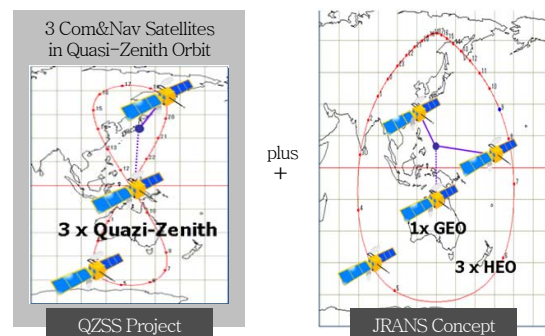 3 Com&Nav Satellites
in Quasi-Zenith Orbit
3 x Quazi-Zenith
QZSS Project
plus
+
1x GEO
3 x HEO
JRANS Concept